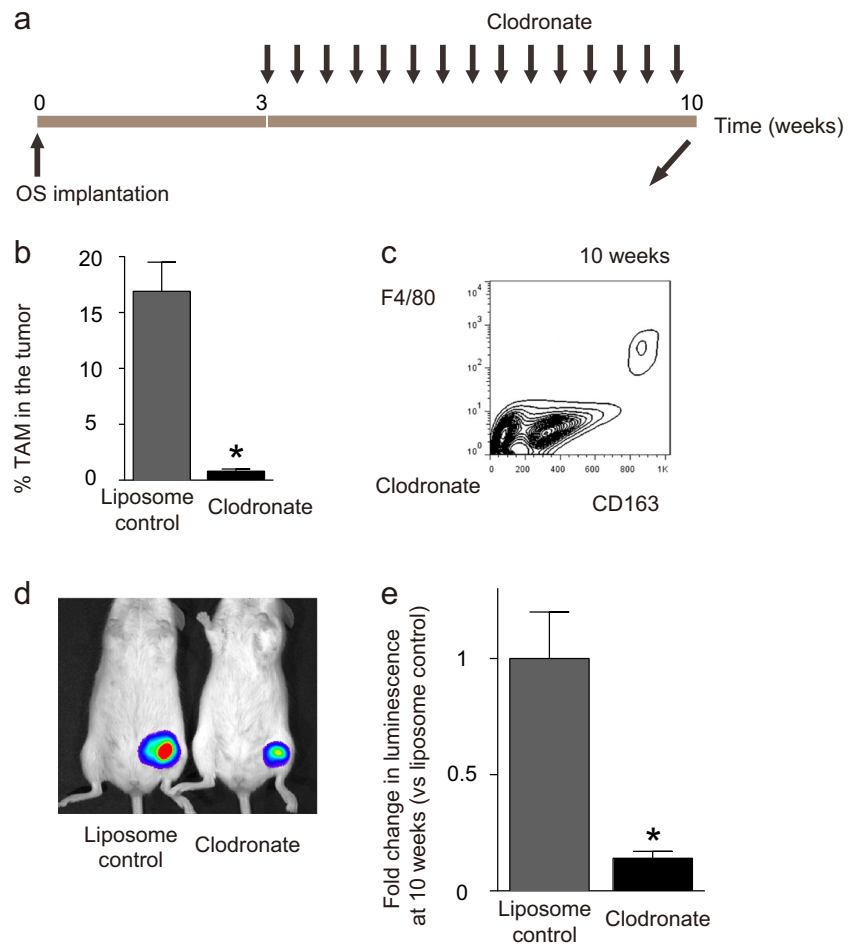 a
Clodronate
0 3 10
Time (weeks)
OS implantation
b
% TAM in the tumor
20
15
10
5
0
Liposome
control
Clodronate
*
c
10 weeks
F4/80
10^4
10^3
10^2
10^1
10^0
0 200 400 600 800 1K
Clodronate
CD163
d
Liposome
control
Clodronate
e
Fold change in luminescence
at 10 weeks (vs liposome control)
1
0.5
0
*
Liposome
control
Clodronate